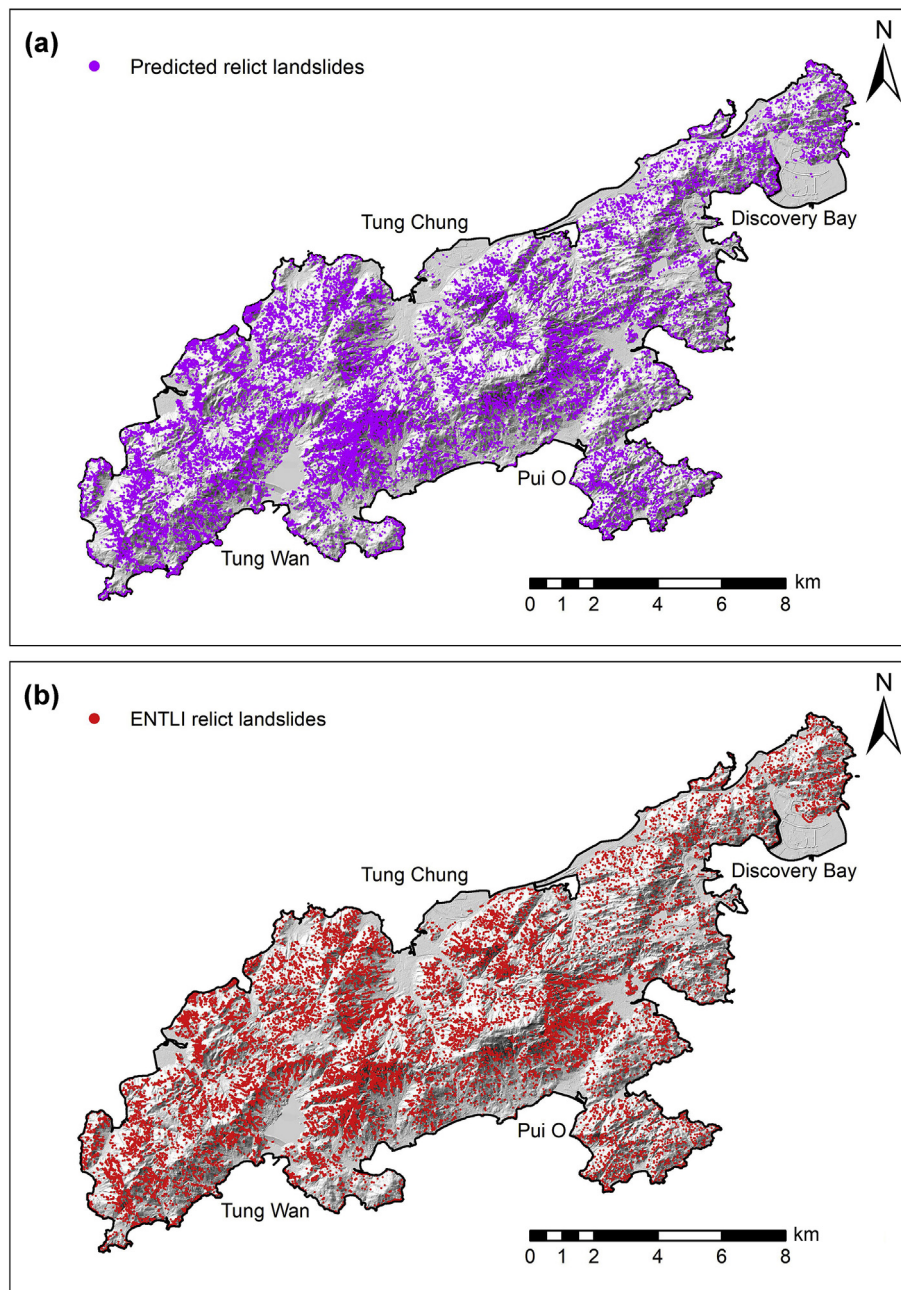 (a)
N
Predicted relict landslides
Tung Chung
Discovery Bay
Pui O
Tung Wan
km
0 1 2 4 6 8
(b)
N
ENTLI relict landslides
Tung Chung
Discovery Bay
Pui O
Tung Wan
km
0 1 2 4 6 8